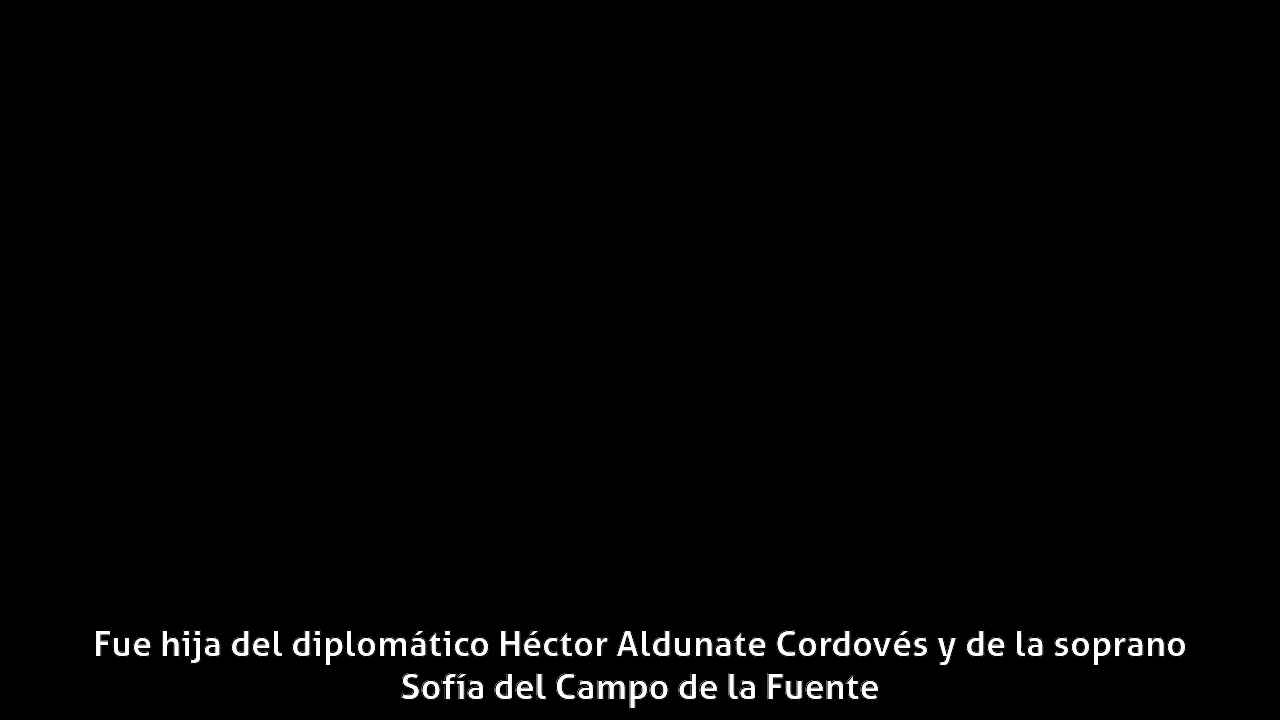 Fue hija del diplomático Héctor Aldunate Cordovés y de la soprano
Sofía del Campo de la Fuente